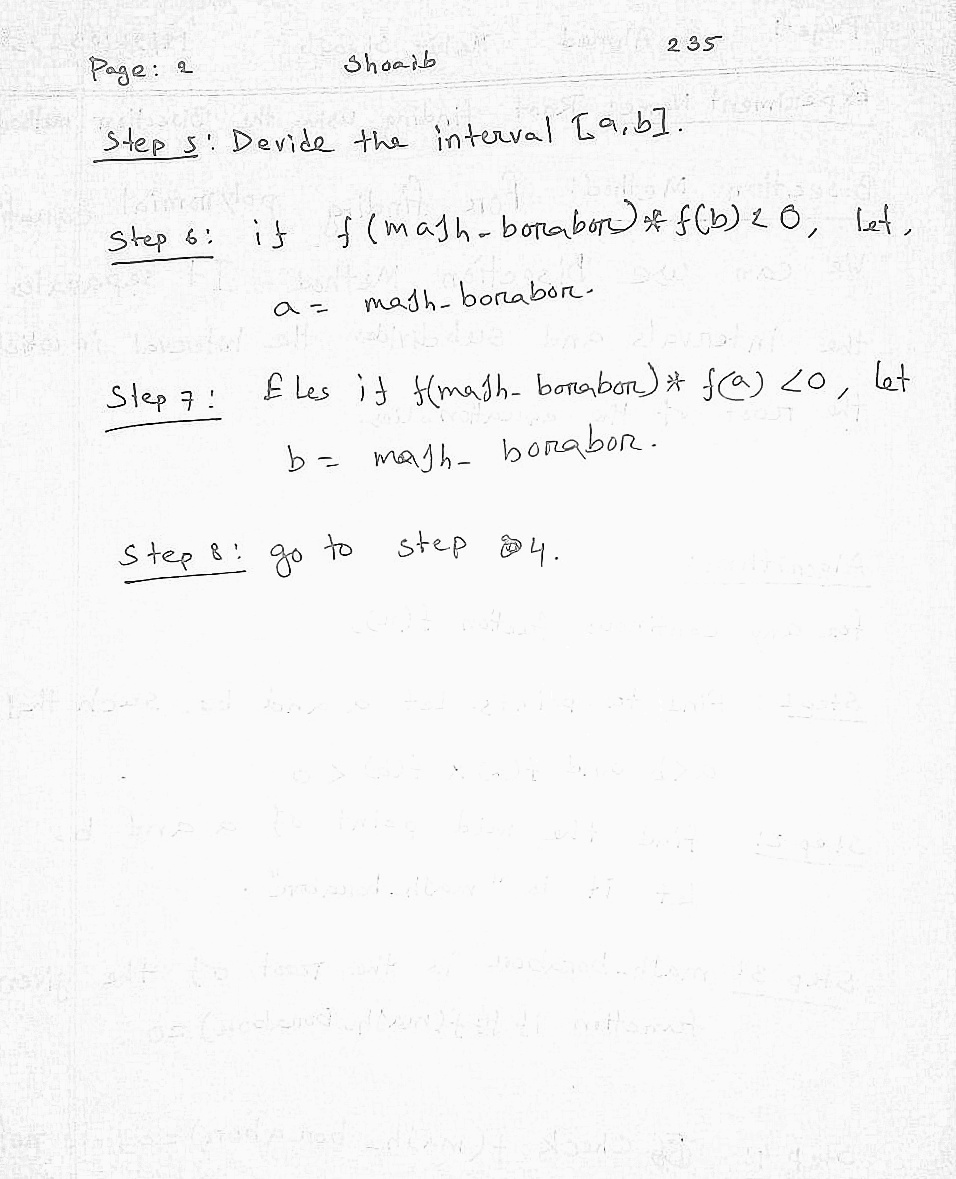 Page: 2 Shoaib 235
Step 5: Devide the interval [a,b].
Step 6: if f(majh-borabor)* f(b) < 0, let,
a = majh-borabor.
Step 7: Eles if f(majh-borabor)* f(a) <0, let
b = majh- borabor.
Step 8: go to step 4.